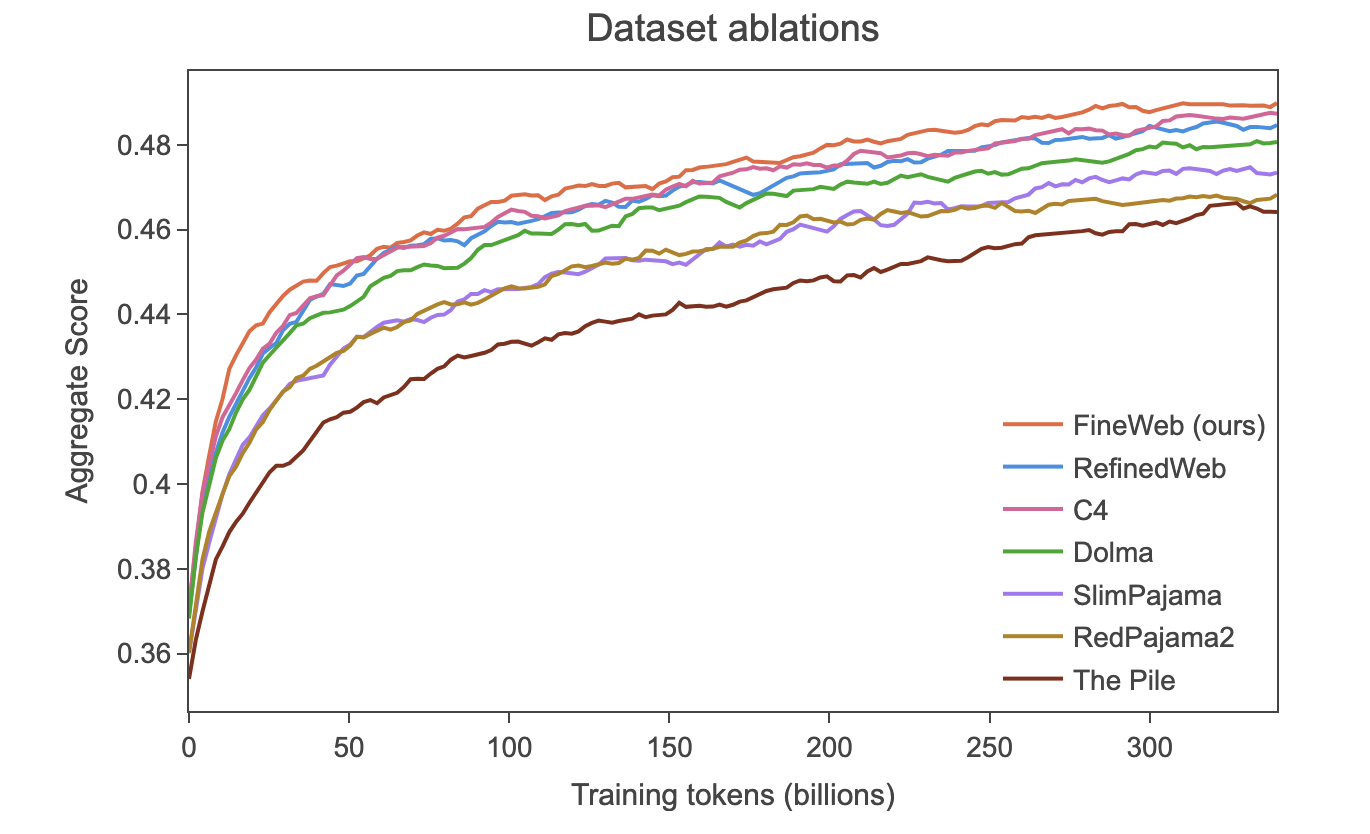 Dataset ablations
Aggregate Score
0.48
0.46
0.44
0.42
0.4
0.38
0.36
FineWeb (ours)
RefinedWeb
C4
Dolma
SlimPajama
RedPajama2
The Pile
0 50 100 150 200 250 300
Training tokens (billions)